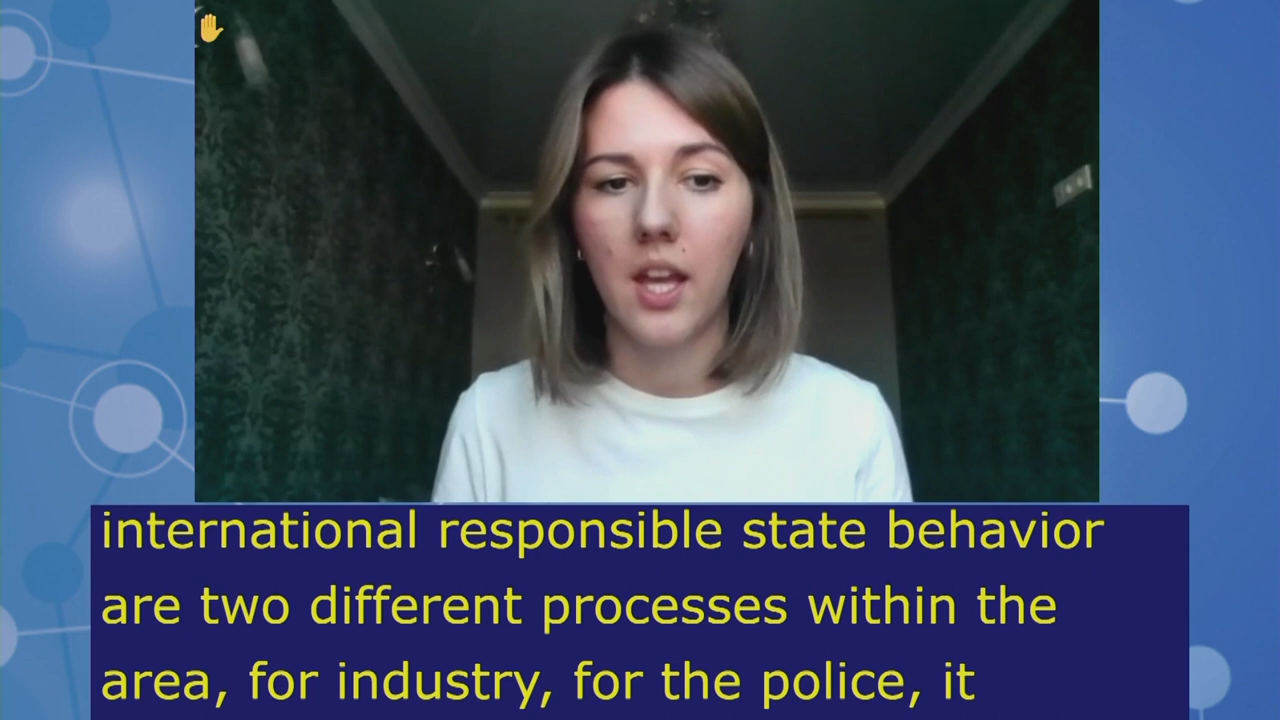 international responsible state behavior
are two different processes within the
area, for industry, for the police, it